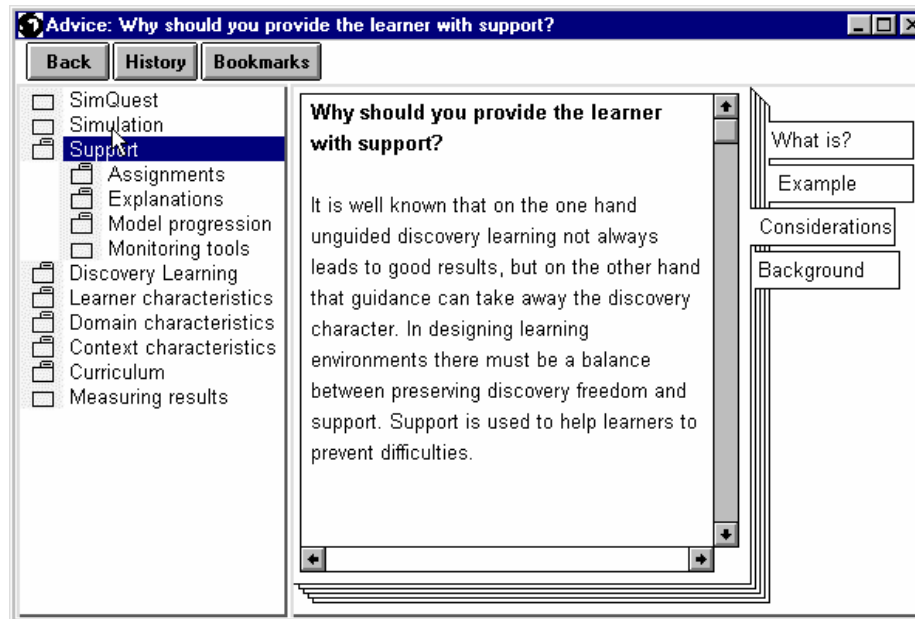 Advice: Why should you provide the learner with support?
Back History Bookmarks
SimQuest
Simulation
Support
Assignments
Explanations
Model progression
Monitoring tools
Discovery Learning
Learner characteristics
Domain characteristics
Context characteristics
Curriculum
Measuring results
Why should you provide the learner
with support?
It is well known that on the one hand
unguided discovery learning not always
leads to good results, but on the other hand
that guidance can take away the discovery
character. In designing learning
environments there must be a balance
between preserving discovery freedom and
support. Support is used to help learners to
prevent difficulties.
What is?
Example
Considerations
Background